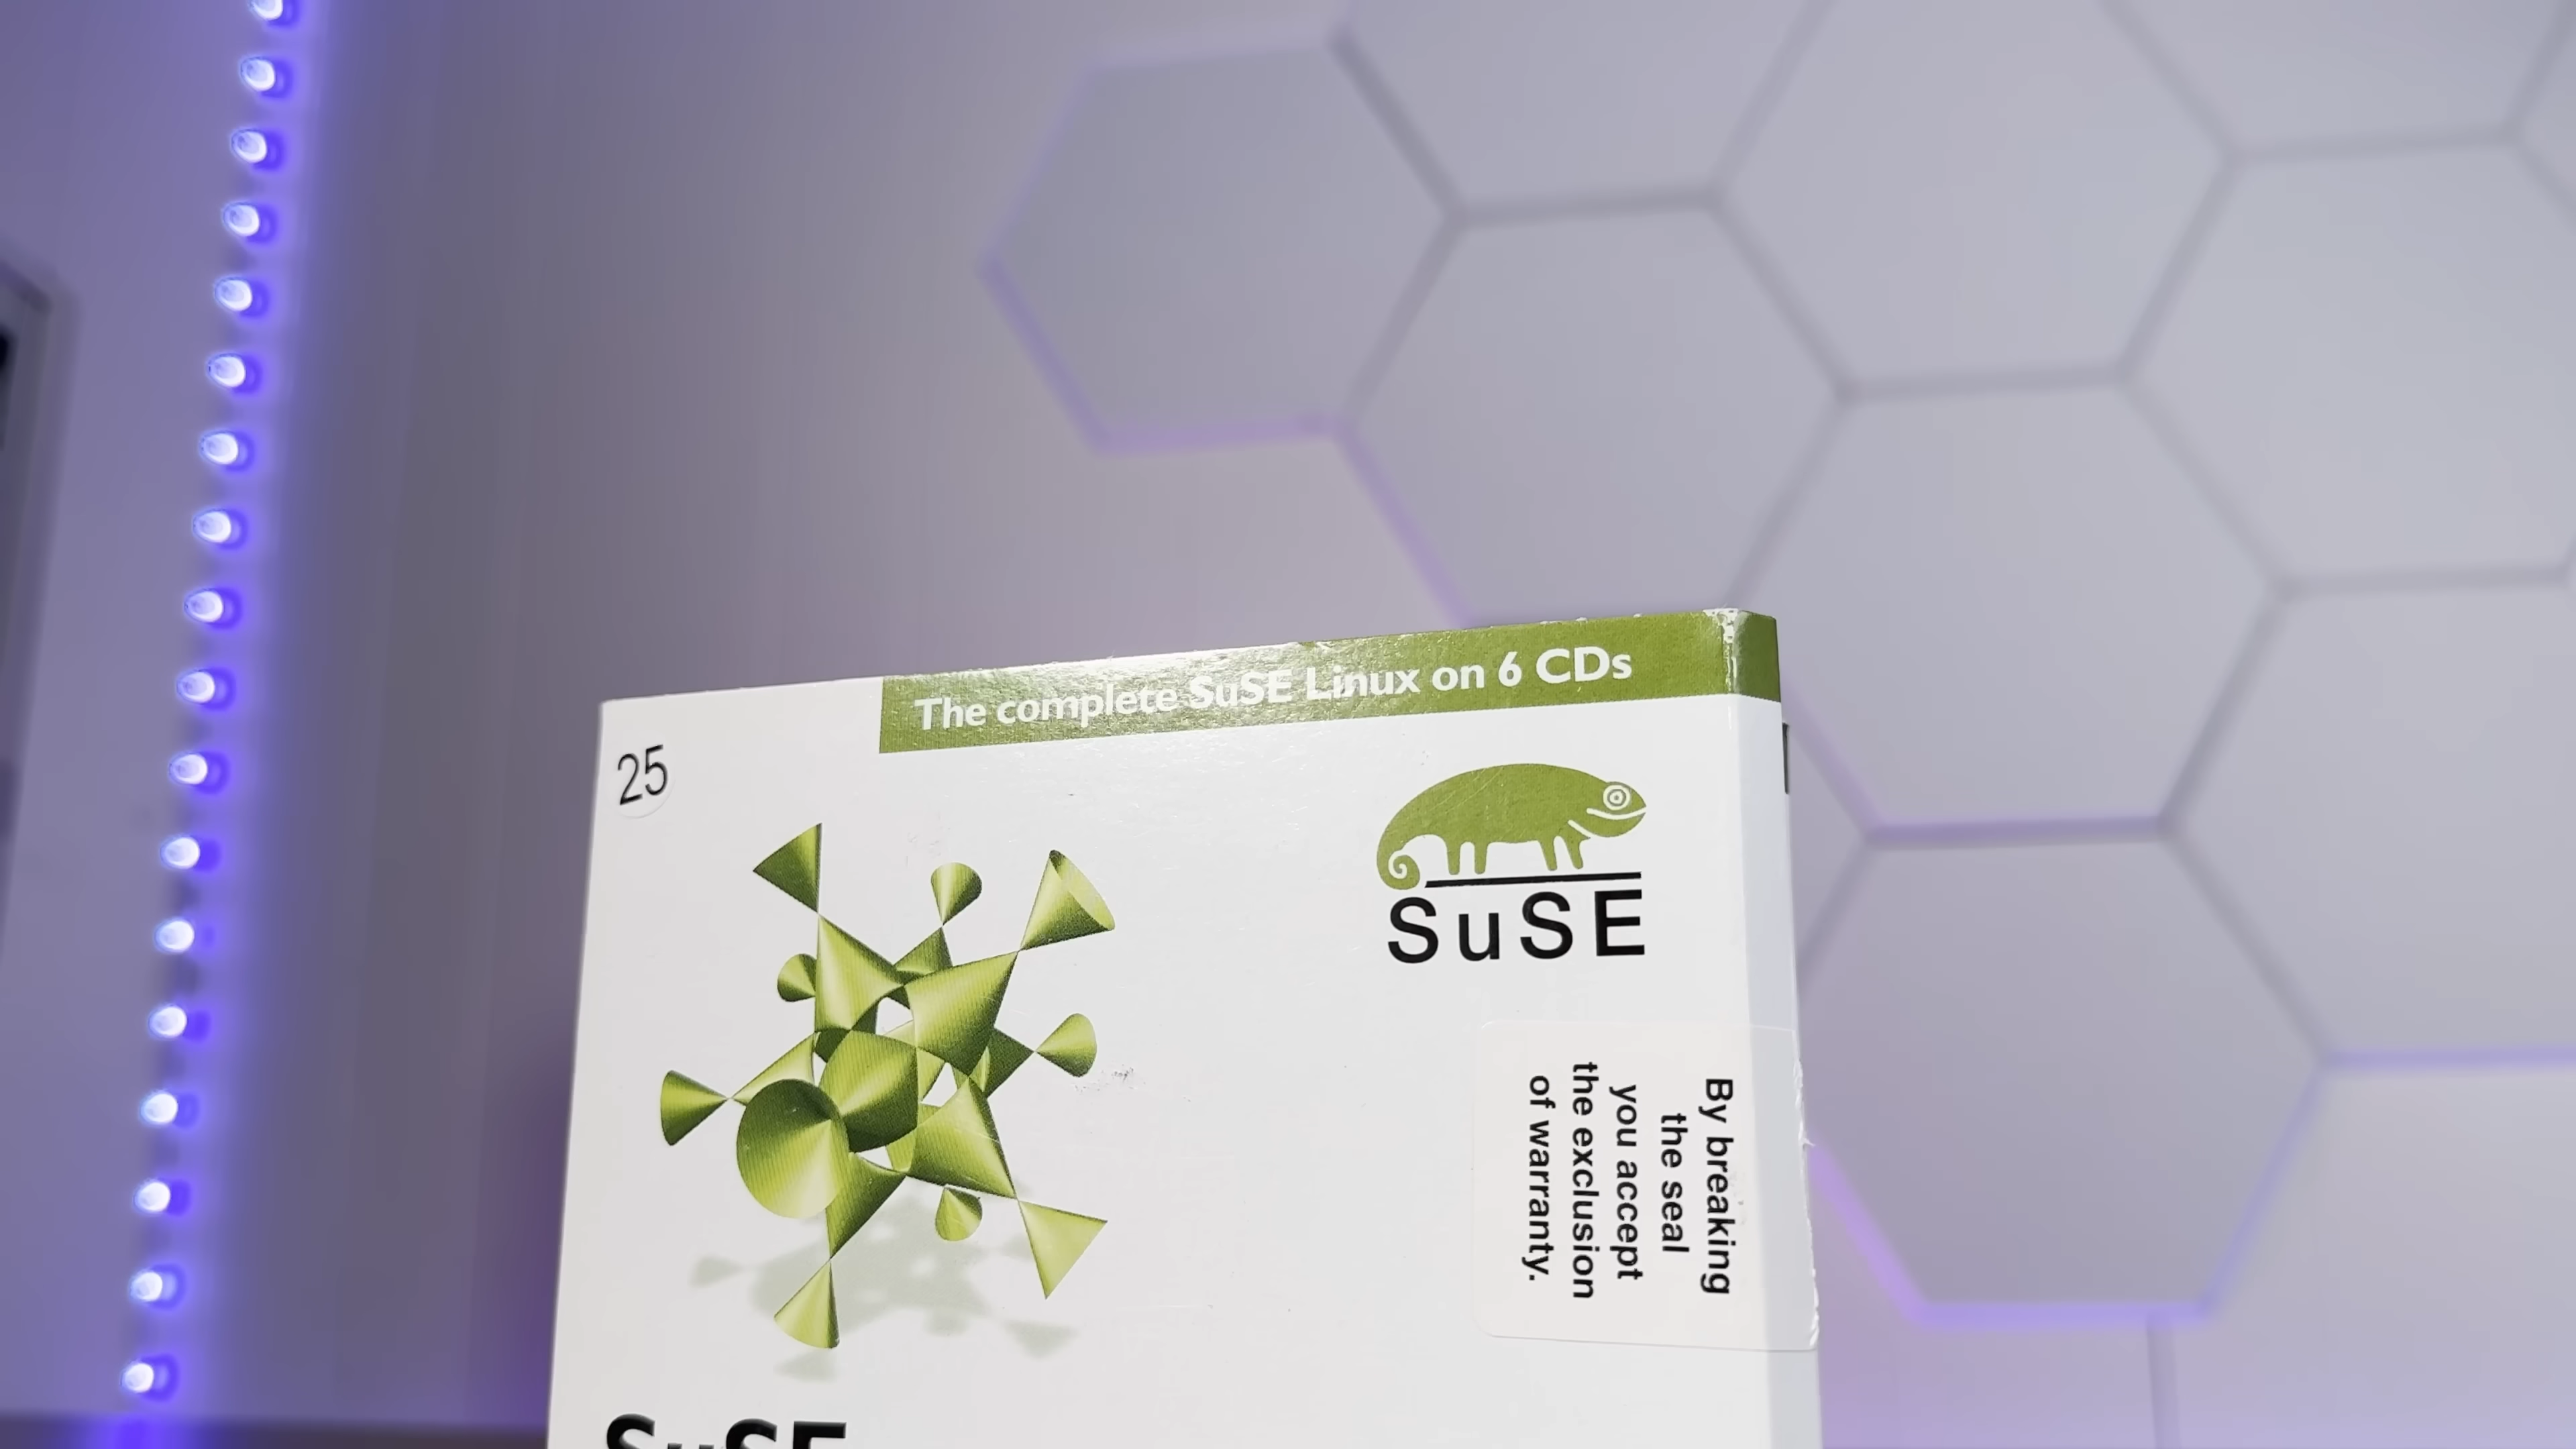 The complete SuSE Linux on 6 CDs
25
SuSE
By breaking
the seal
you accept
the exclusion
of warranty.
SuSE